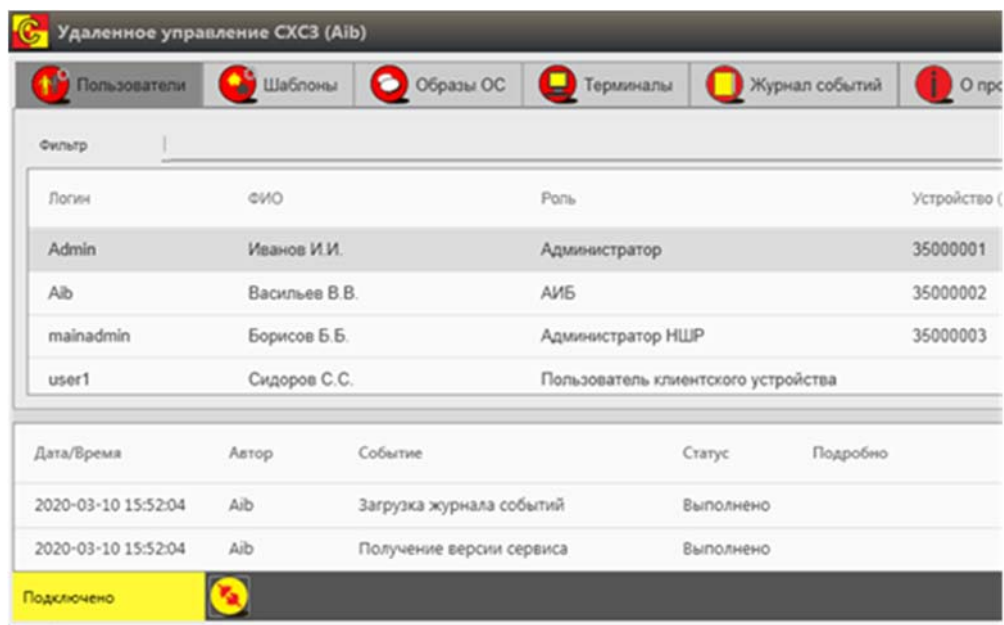 Удаленное управление СХСЗ (Aib)
Пользователи Шаблоны Образы ОС Терминалы Журнал событий О про
Фильтр
Логин ФИО Роль Устройство (
Admin Иванов И.И. Администратор 35000001
Aib Васильев В.В. АИБ 35000002
mainadmin Борисов Б.Б. Администратор НШР 35000003
user1 Сидоров С.С. Пользователь клиентского устройства
Дата/Время Автор Событие Статус Подробно
2020-03-10 15:52:04 Aib Загрузка журнала событий Выполнено
2020-03-10 15:52:04 Aib Получение версии сервиса Выполнено
Подключено